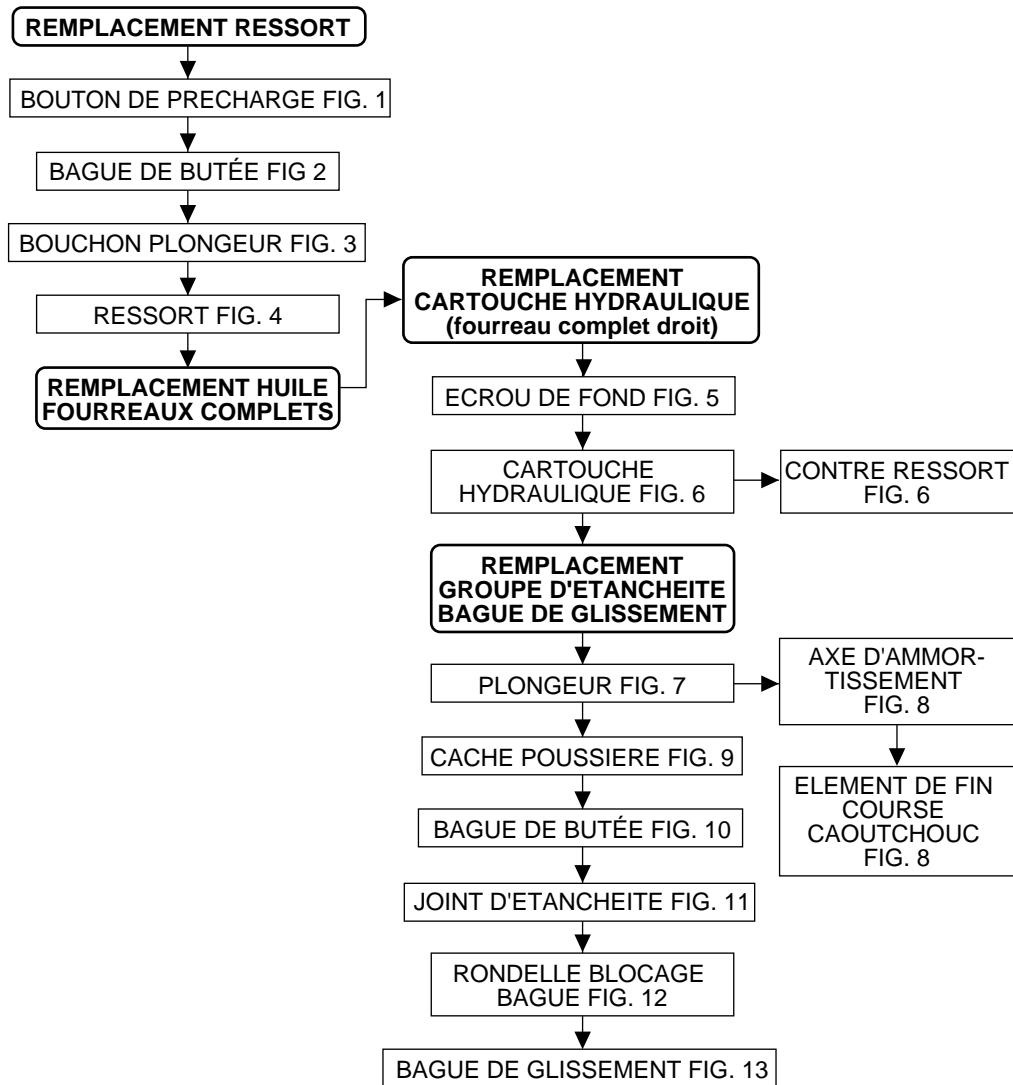 REMPLACEMENT RESSORT
BOUTON DE PRECHARGE FIG. 1
BAGUE DE BUTÉE FIG 2
BOUCHON PLONGEUR FIG. 3
RESSORT FIG. 4
REMPLACEMENT HUILE
FOURREAUX COMPLETS
REMPLACEMENT
CARTOUCHE HYDRAULIQUE
(fourreau complet droit)
ECROU DE FOND FIG. 5
CARTOUCHE
HYDRAULIQUE FIG. 6
CONTRE RESSORT
FIG. 6
REMPLACEMENT
GROUPE D'ETANCHEITE
BAGUE DE GLISSEMENT
PLONGEUR FIG. 7
AXE D'AMMOR-
TISSEMENT
FIG. 8
ELEMENT DE FIN
COURSE
CAOUTCHOUC
FIG. 8
CACHE POUSSIERE FIG. 9
BAGUE DE BUTÉE FIG. 10
JOINT D'ETANCHEITE FIG. 11
RONDELLE BLOCAGE
BAGUE FIG. 12
BAGUE DE GLISSEMENT FIG. 13